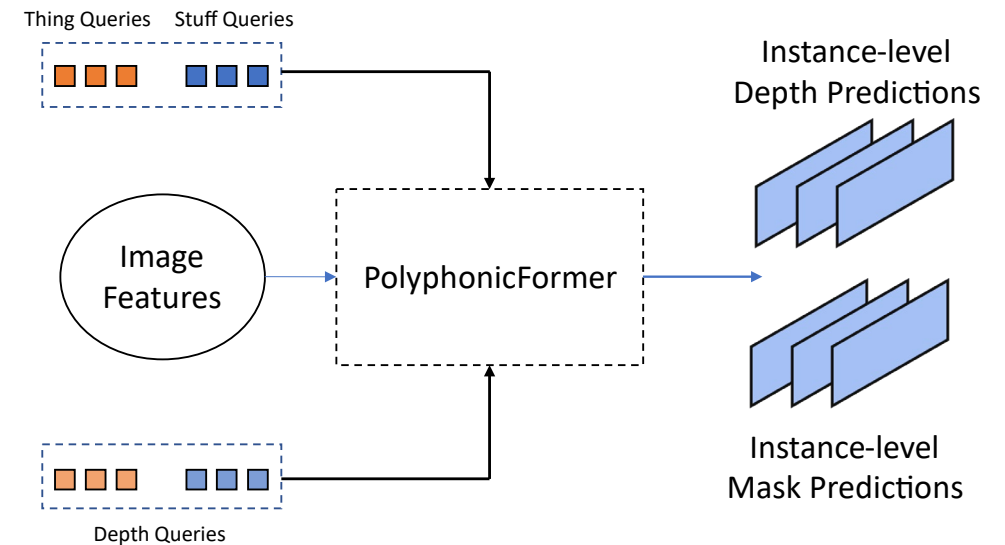 Thing Queries
Stuff Queries
Instance-level
Depth Predictions
Image
Features
PolyphonicFormer
Instance-level
Mask Predictions
Depth Queries